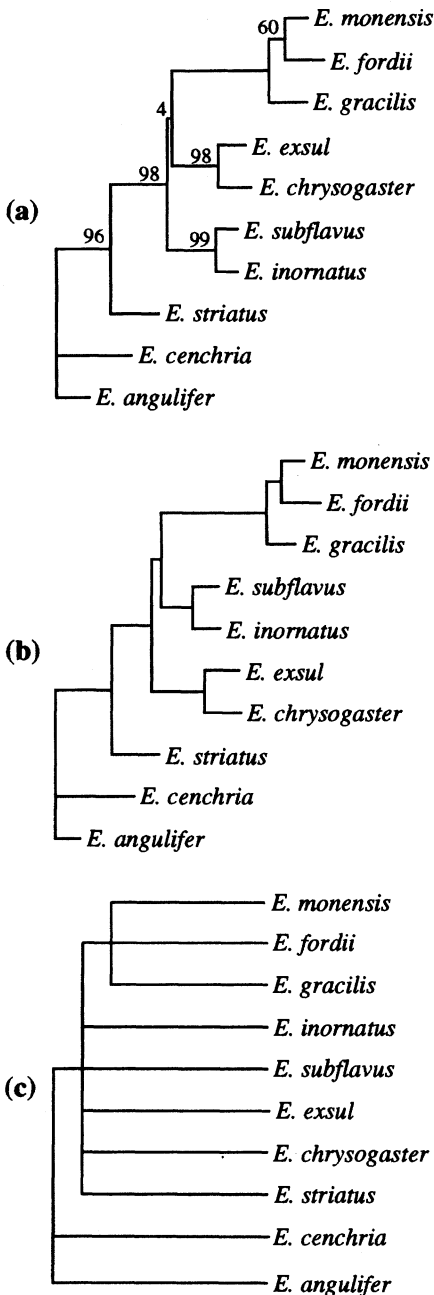 60
E. monensis
E. fordii
E. gracilis
4
98
E. exsul
E. chrysogaster
98
(a)
99
E. subflavus
E. inornatus
96
E. striatus
E. cenchria
E. angulifer
E. monensis
E. fordii
E. gracilis
E. subflavus
E. inornatus
(b)
E. exsul
E. chrysogaster
E. striatus
E. cenchria
E. angulifer
E. monensis
E. fordii
E. gracilis
E. inornatus
E. subflavus
(c)
E. exsul
E. chrysogaster
E. striatus
E. cenchria
E. angulifer